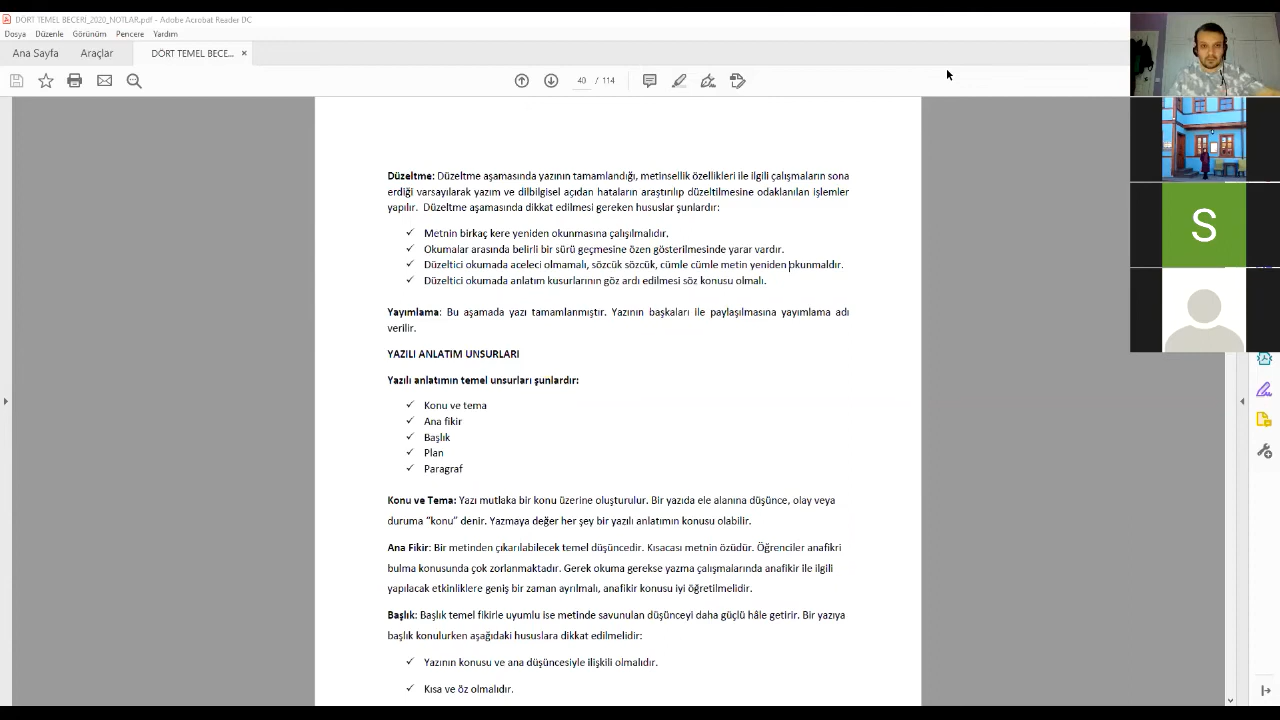 DÖRT TEMEL BECERİ_2020_NOTLAR.pdf - Adobe Acrobat Reader DC
Dosya Düzenle Görünüm Pencere Yardım
Ana Sayfa Araçlar DÖRT TEMEL BECE... ×
40 / 114
Düzeltme: Düzeltme aşamasında yazının tamamlandığı, metinsellik özellikleri ile ilgili çalışmaların sona
erdiği varsayılarak yazım ve dilbilgisel açıdan hataların araştırılıp düzeltilmesine odaklanılan işlemler
yapılır. Düzeltme aşamasında dikkat edilmesi gereken hususlar şunlardır:
✓ Metnin birkaç kere yeniden okunmasına çalışılmalıdır.
✓ Okumalar arasında belirli bir sürü geçmesine özen gösterilmesinde yarar vardır.
✓ Düzeltici okumada aceleci olmamalı, sözcük sözcük, cümle cümle metin yeniden okunmaldır.
✓ Düzeltici okumada anlatım kusurlarının göz ardı edilmesi söz konusu olmalı.
Yayımlama: Bu aşamada yazı tamamlanmıştır. Yazının başkaları ile paylaşılmasına yayımlama adı
verilir.
YAZILI ANLATIM UNSURLARI
Yazılı anlatımın temel unsurları şunlardır:
✓ Konu ve tema
✓ Ana fikir
✓ Başlık
✓ Plan
✓ Paragraf
Konu ve Tema: Yazı mutlaka bir konu üzerine oluşturulur. Bir yazıda ele alanına düşünce, olay veya
duruma “konu” denir. Yazmaya değer her şey bir yazılı anlatımın konusu olabilir.
Ana Fikir: Bir metinden çıkarılabilecek temel düşüncedir. Kısacası metnin özüdür. Öğrenciler anafikri
bulma konusunda çok zorlanmaktadır. Gerek okuma gerekse yazma çalışmalarında anafikir ile ilgili
yapılacak etkinliklere geniş bir zaman ayrılmalı, anafikir konusu iyi öğretilmelidir.
Başlık: Başlık temel fikirle uyumlu ise metinde savunulan düşünceyi daha güçlü hâle getirir. Bir yazıya
başlık konulurken aşağıdaki hususlara dikkat edilmelidir:
✓ Yazının konusu ve ana düşüncesiyle ilişkili olmalıdır.
✓ Kısa ve öz olmalıdır.
S